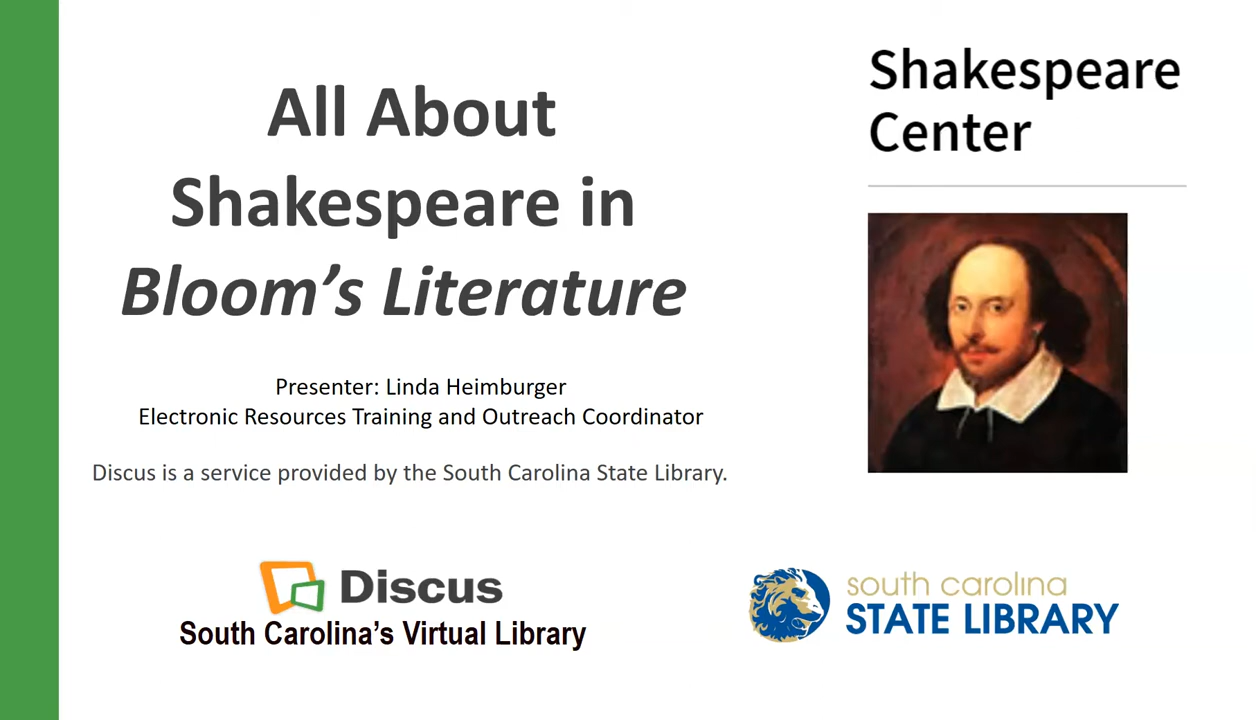 All About
Shakespeare in
Bloom's Literature
Presenter: Linda Heimburger
Electronic Resources Training and Outreach Coordinator
Discus is a service provided by the South Carolina State Library.
Shakespeare
Center
Discus
South Carolina's Virtual Library
south carolina
STATE LIBRARY